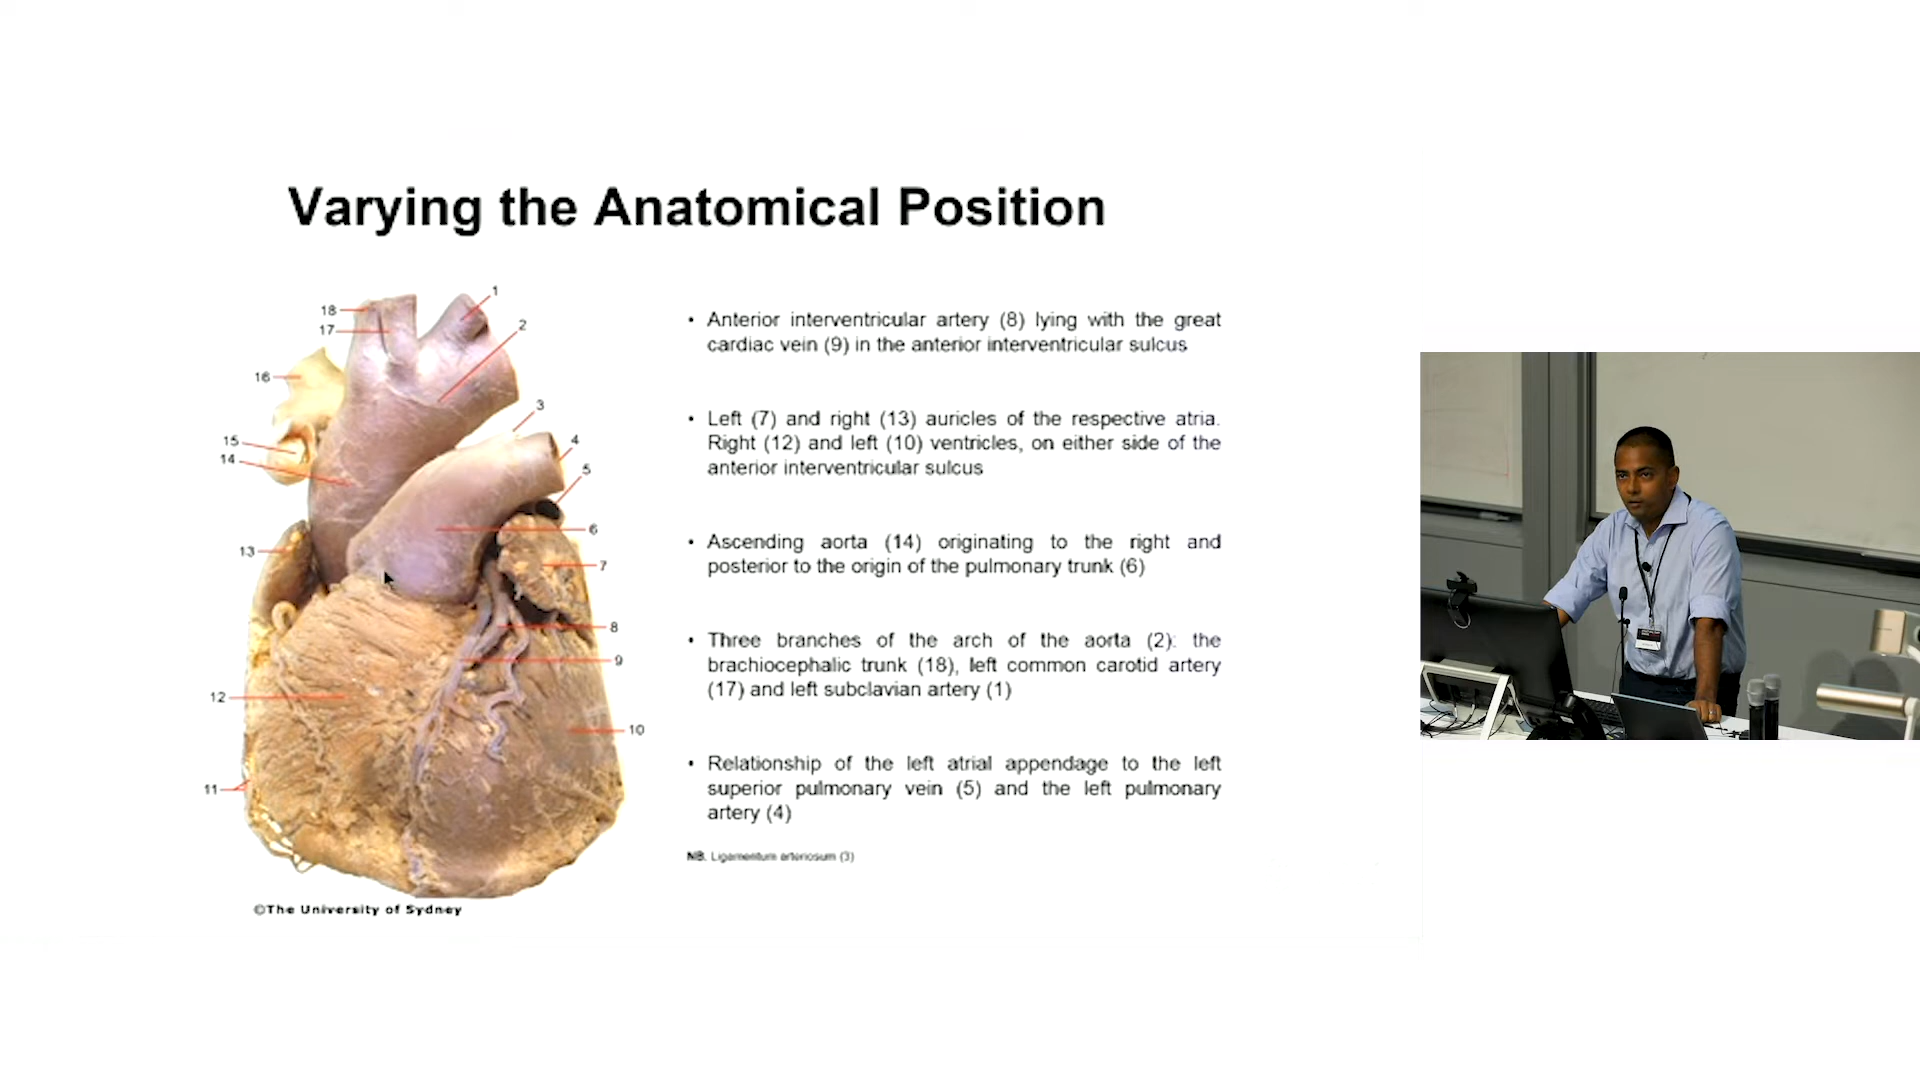 Varying the Anatomical Position
1
18
2
17
16
3
15
4
14
5
6
13
7
8
9
12
10
11
©The University of Sydney
• Anterior interventricular artery (8) lying with the great
cardiac vein (9) in the anterior interventricular sulcus
• Left (7) and right (13) auricles of the respective atria.
Right (12) and left (10) ventricles, on either side of the
anterior interventricular sulcus
• Ascending aorta (14) originating to the right and
posterior to the origin of the pulmonary trunk (6)
• Three branches of the arch of the aorta (2): the
brachiocephalic trunk (18), left common carotid artery
(17) and left subclavian artery (1)
• Relationship of the left atrial appendage to the left
superior pulmonary vein (5) and the left pulmonary
artery (4)
NB. Ligamentum arteriosum (3)